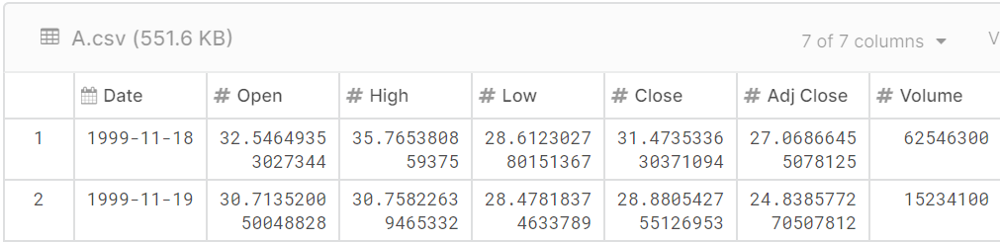 A.csv (551.6 KB) 7 of 7 columns V
# Date # Open # High # Low # Close # Adj Close # Volume
1 1999-11-18 32.5464935 35.7653808 28.6123027 31.4735336 27.0686645 62546300
3027344 59375 80151367 30371094 5078125
2 1999-11-19 30.7135200 30.7582263 28.4781837 28.8805427 24.8385772 15234100
50048828 9465332 4633789 55126953 70507812